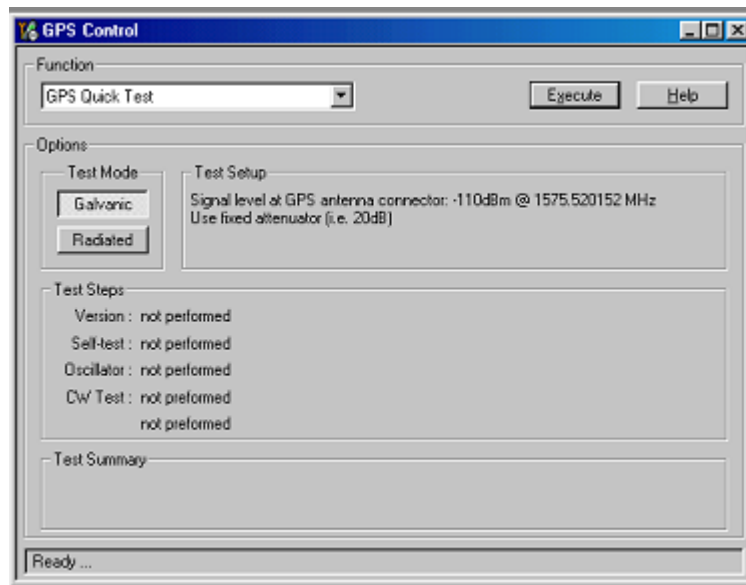 GPS Control
Function
GPS Quick Test
Execute
Help
Options
Test Mode
Galvanic
Radiated
Test Setup
Signal level at GPS antenna connector: -110dBm @ 1575.520152 MHz
Use fixed attenuator (i.e. 20dB)
Test Steps
Version : not performed
Self-test : not performed
Oscillator : not performed
CW Test : not preformed
not preformed
Test Summary
Ready ...